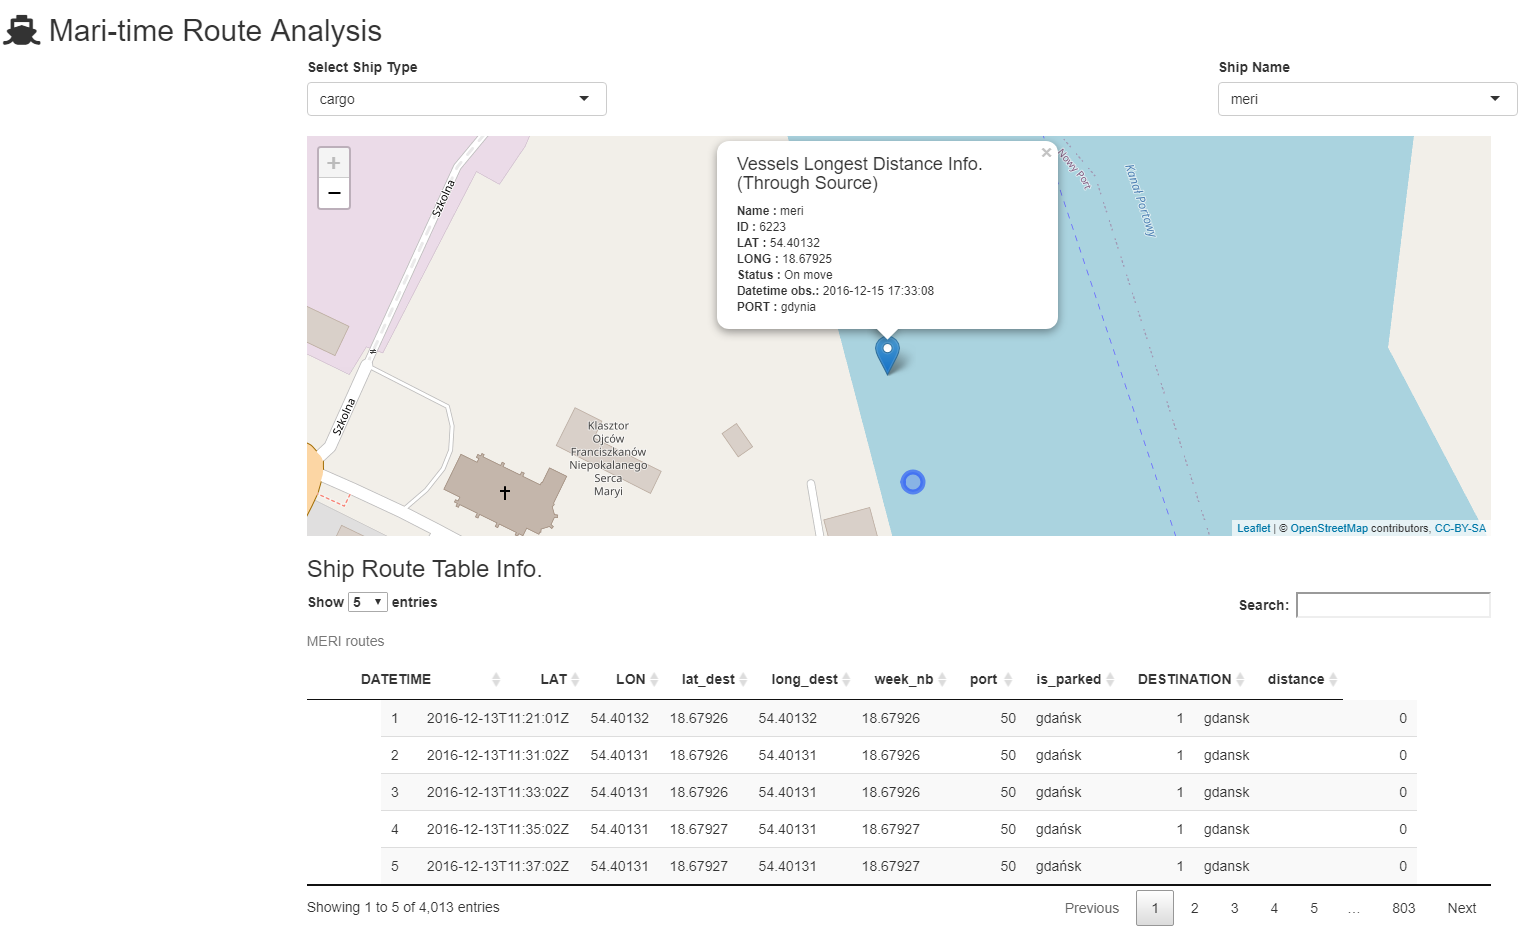 Mari-time Route Analysis
Select Ship Type
Ship Name
cargo
meri
+
−
Szkolna
Szkolna
Vessels Longest Distance Info.
(Through Source)
×
Name : meri
ID : 6223
LAT : 54.40132
LONG : 18.67925
Status : On move
Datetime obs.: 2016-12-15 17:33:08
PORT : gdynia
Nowy Port
Kanał Portowy
Klasztor
Ojców
Franciszkanów
Niepokalanego
Serca
Maryi
Leaflet | © OpenStreetMap contributors, CC-BY-SA
Ship Route Table Info.
Show 5 entries
Search:
MERI routes
DATETIME LAT LON lat_dest long_dest week_nb port is_parked DESTINATION distance
1 2016-12-13T11:21:01Z 54.40132 18.67926 54.40132 18.67926 50 gdańsk 1 gdansk 0
2 2016-12-13T11:31:02Z 54.40131 18.67926 54.40131 18.67926 50 gdańsk 1 gdansk 0
3 2016-12-13T11:33:02Z 54.40131 18.67926 54.40131 18.67926 50 gdańsk 1 gdansk 0
4 2016-12-13T11:35:02Z 54.40131 18.67927 54.40131 18.67927 50 gdańsk 1 gdansk 0
5 2016-12-13T11:37:02Z 54.40131 18.67927 54.40131 18.67927 50 gdańsk 1 gdansk 0
Showing 1 to 5 of 4,013 entries
Previous 1 2 3 4 5 … 803 Next